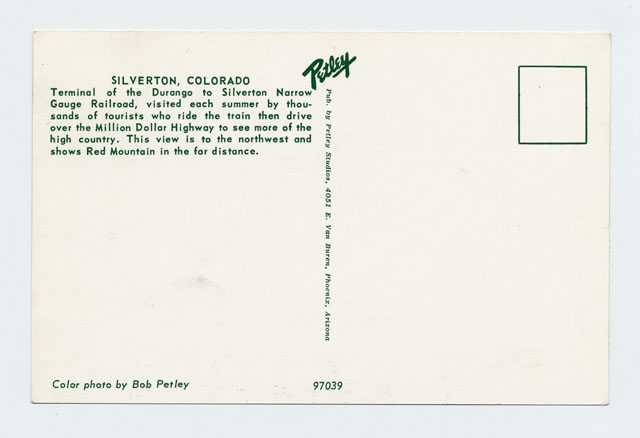 SILVERTON, COLORADO
Terminal of the Durango to Silverton Narrow
Gauge Railroad, visited each summer by thou-
sands of tourists who ride the train then drive
over the Million Dollar Highway to see more of the
high country. This view is to the northwest and
shows Red Mountain in the far distance.
Petley
Pub. by Petley Studios, 4051 E. Van Buren, Phoenix, Arizona
Color photo by Bob Petley
97039